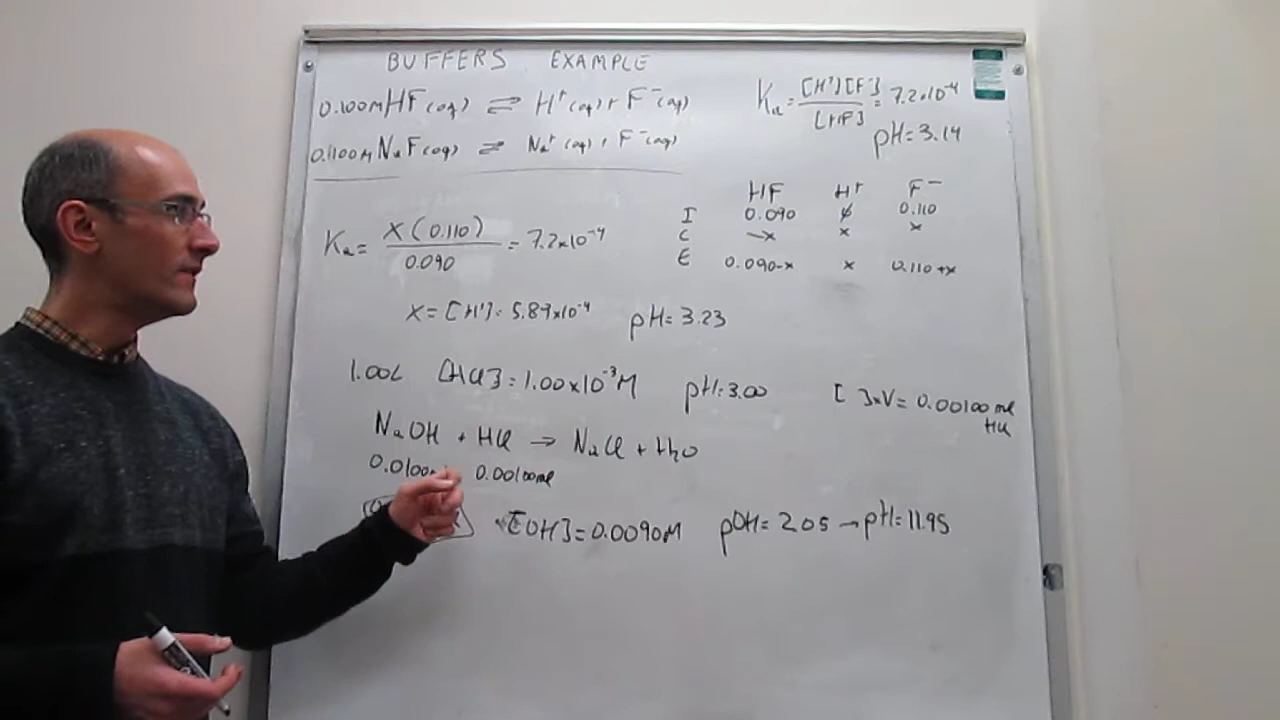 BUFFERS EXAMPLE
0.100M HF(aq) ⇌ H⁺(aq) + F⁻(aq)
Ka = [H⁺][F⁻] / [HF] = 7.2×10⁻⁴
pH = 3.14
0.1100M NaF(aq) ⇌ Na⁺(aq) + F⁻(aq)
HF H⁺ F⁻
I 0.090 ϕ 0.110
C -x x x
E 0.090-x x 0.110+x
Ka = X(0.110) / 0.090 = 7.2×10⁻⁴
X = [H⁺] = 5.89×10⁻⁴ pH = 3.23
1.00L [HCl] = 1.00×10⁻³M pH = 3.00 [ ]×V = 0.00100 mol
HCl
NaOH + HCl → NaCl + H₂O
0.0100 0.00100mol
[OH] = 0.0090M pOH = 2.05 → pH = 11.95